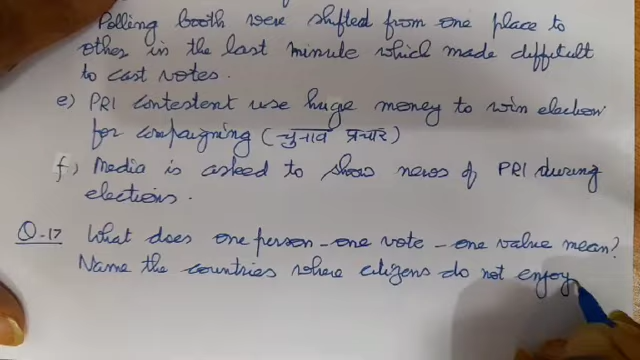 Polling booth were shifted from one place to
other in the last minute which made difficult
to cast votes.
e) PRI contestent use huge money to win election
for compaigning (चुनाव प्रचार)
f) Media is asked to show news of PRI during
elections.
Q.17 What does one person - one vote - one value mean?
Name the countries where citizens do not enjoy